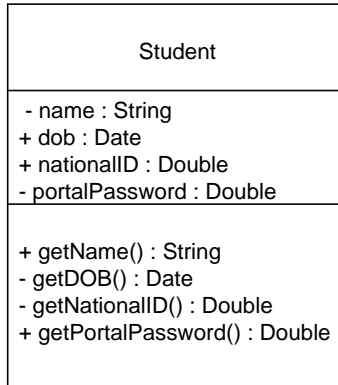 Student
- name : String
+ dob : Date
+ nationalID : Double
- portalPassword : Double
+ getName() : String
- getDOB() : Date
- getNationalID() : Double
+ getPortalPassword() : Double